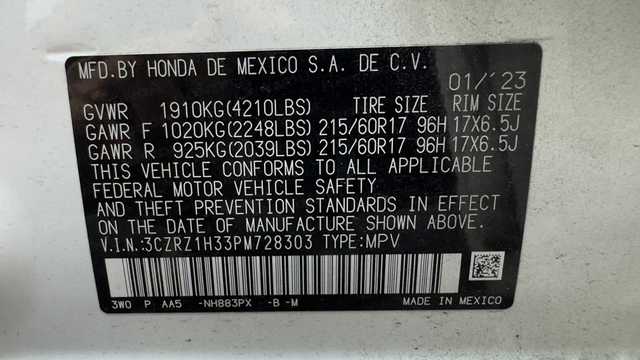 MFD.BY HONDA DE MEXICO S.A. DE C.V.
01/'23
GVWR 1910KG(4210LBS) TIRE SIZE RIM SIZE
GAWR F 1020KG(2248LBS) 215/60R17 96H 17X6.5J
GAWR R 925KG(2039LBS) 215/60R17 96H 17X6.5J
THIS VEHICLE CONFORMS TO ALL APPLICABLE
FEDERAL MOTOR VEHICLE SAFETY
AND THEFT PREVENTION STANDARDS IN EFFECT
ON THE DATE OF MANUFACTURE SHOWN ABOVE.
V.I.N.:3CZRZ1H33PM728303 TYPE:MPV
3W0 P AA5 -NH883PX -B -M MADE IN MEXICO